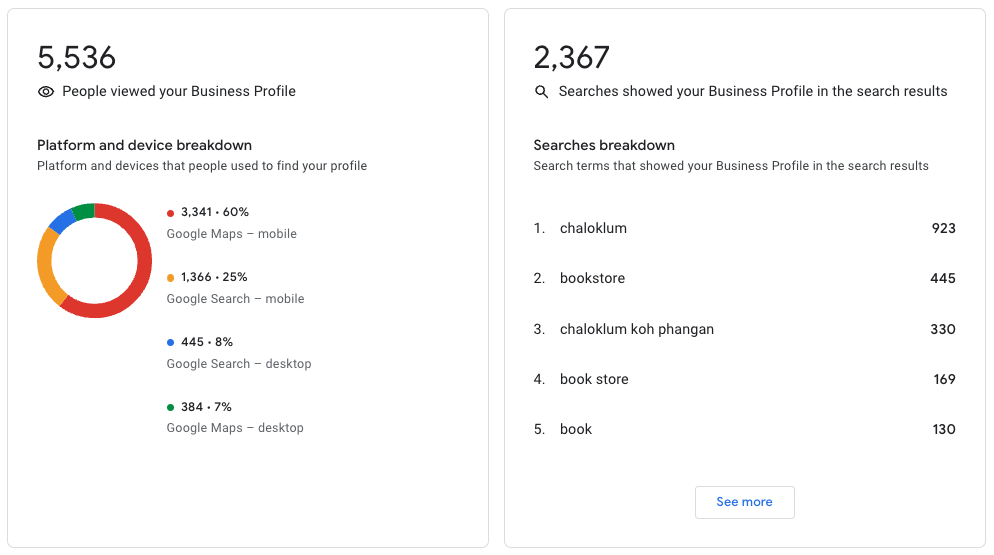 5,536
People viewed your Business Profile
Platform and device breakdown
Platform and devices that people used to find your profile
3,341 • 60%
Google Maps – mobile
1,366 • 25%
Google Search – mobile
445 • 8%
Google Search – desktop
384 • 7%
Google Maps – desktop
2,367
Searches showed your Business Profile in the search results
Searches breakdown
Search terms that showed your Business Profile in the search results
1. chaloklum 923
2. bookstore 445
3. chaloklum koh phangan 330
4. book store 169
5. book 130
See more